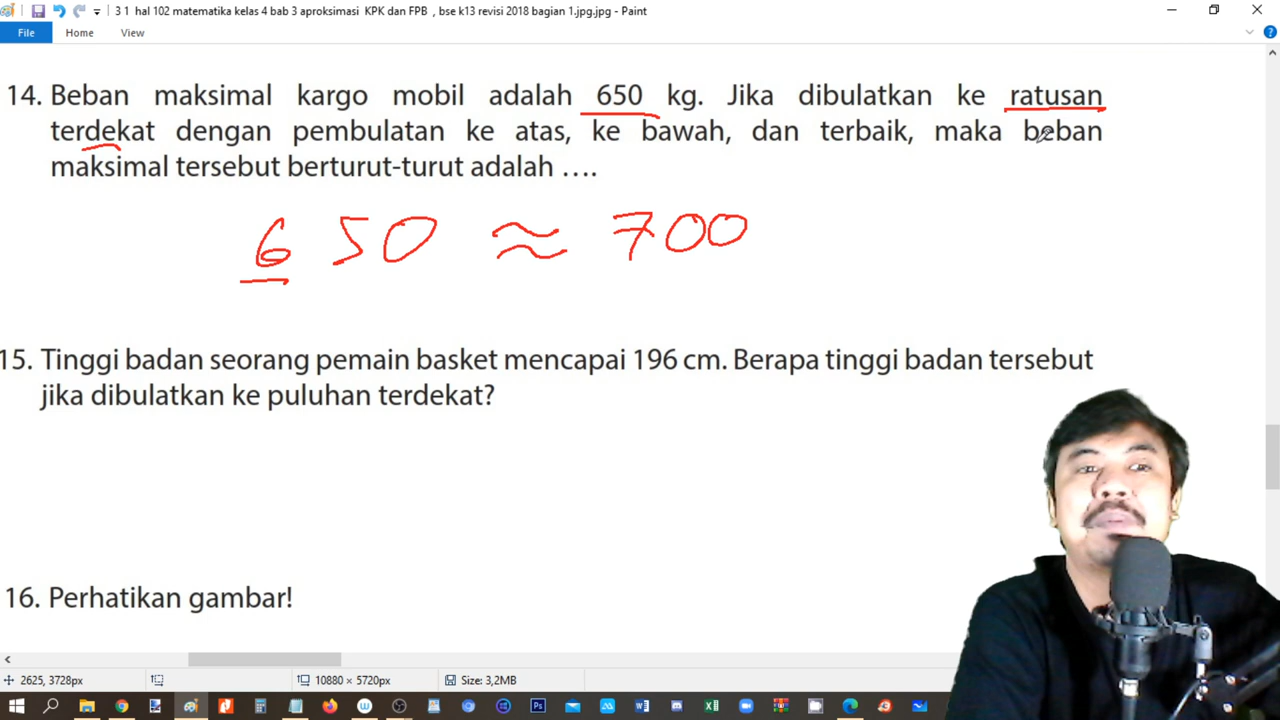 3 1 hal 102 matematika kelas 4 bab 3 aproksimasi KPK dan FPB , bse k13 revisi 2018 bagian 1.jpg.jpg - Paint
File Home View
14. Beban maksimal kargo mobil adalah 650 kg. Jika dibulatkan ke ratusan
terdekat dengan pembulatan ke atas, ke bawah, dan terbaik, maka beban
maksimal tersebut berturut-turut adalah ....
6 50 ≈ 700
15. Tinggi badan seorang pemain basket mencapai 196 cm. Berapa tinggi badan tersebut
jika dibulatkan ke puluhan terdekat?
16. Perhatikan gambar!
2625, 3728px 10880 × 5720px Size: 3,2MB